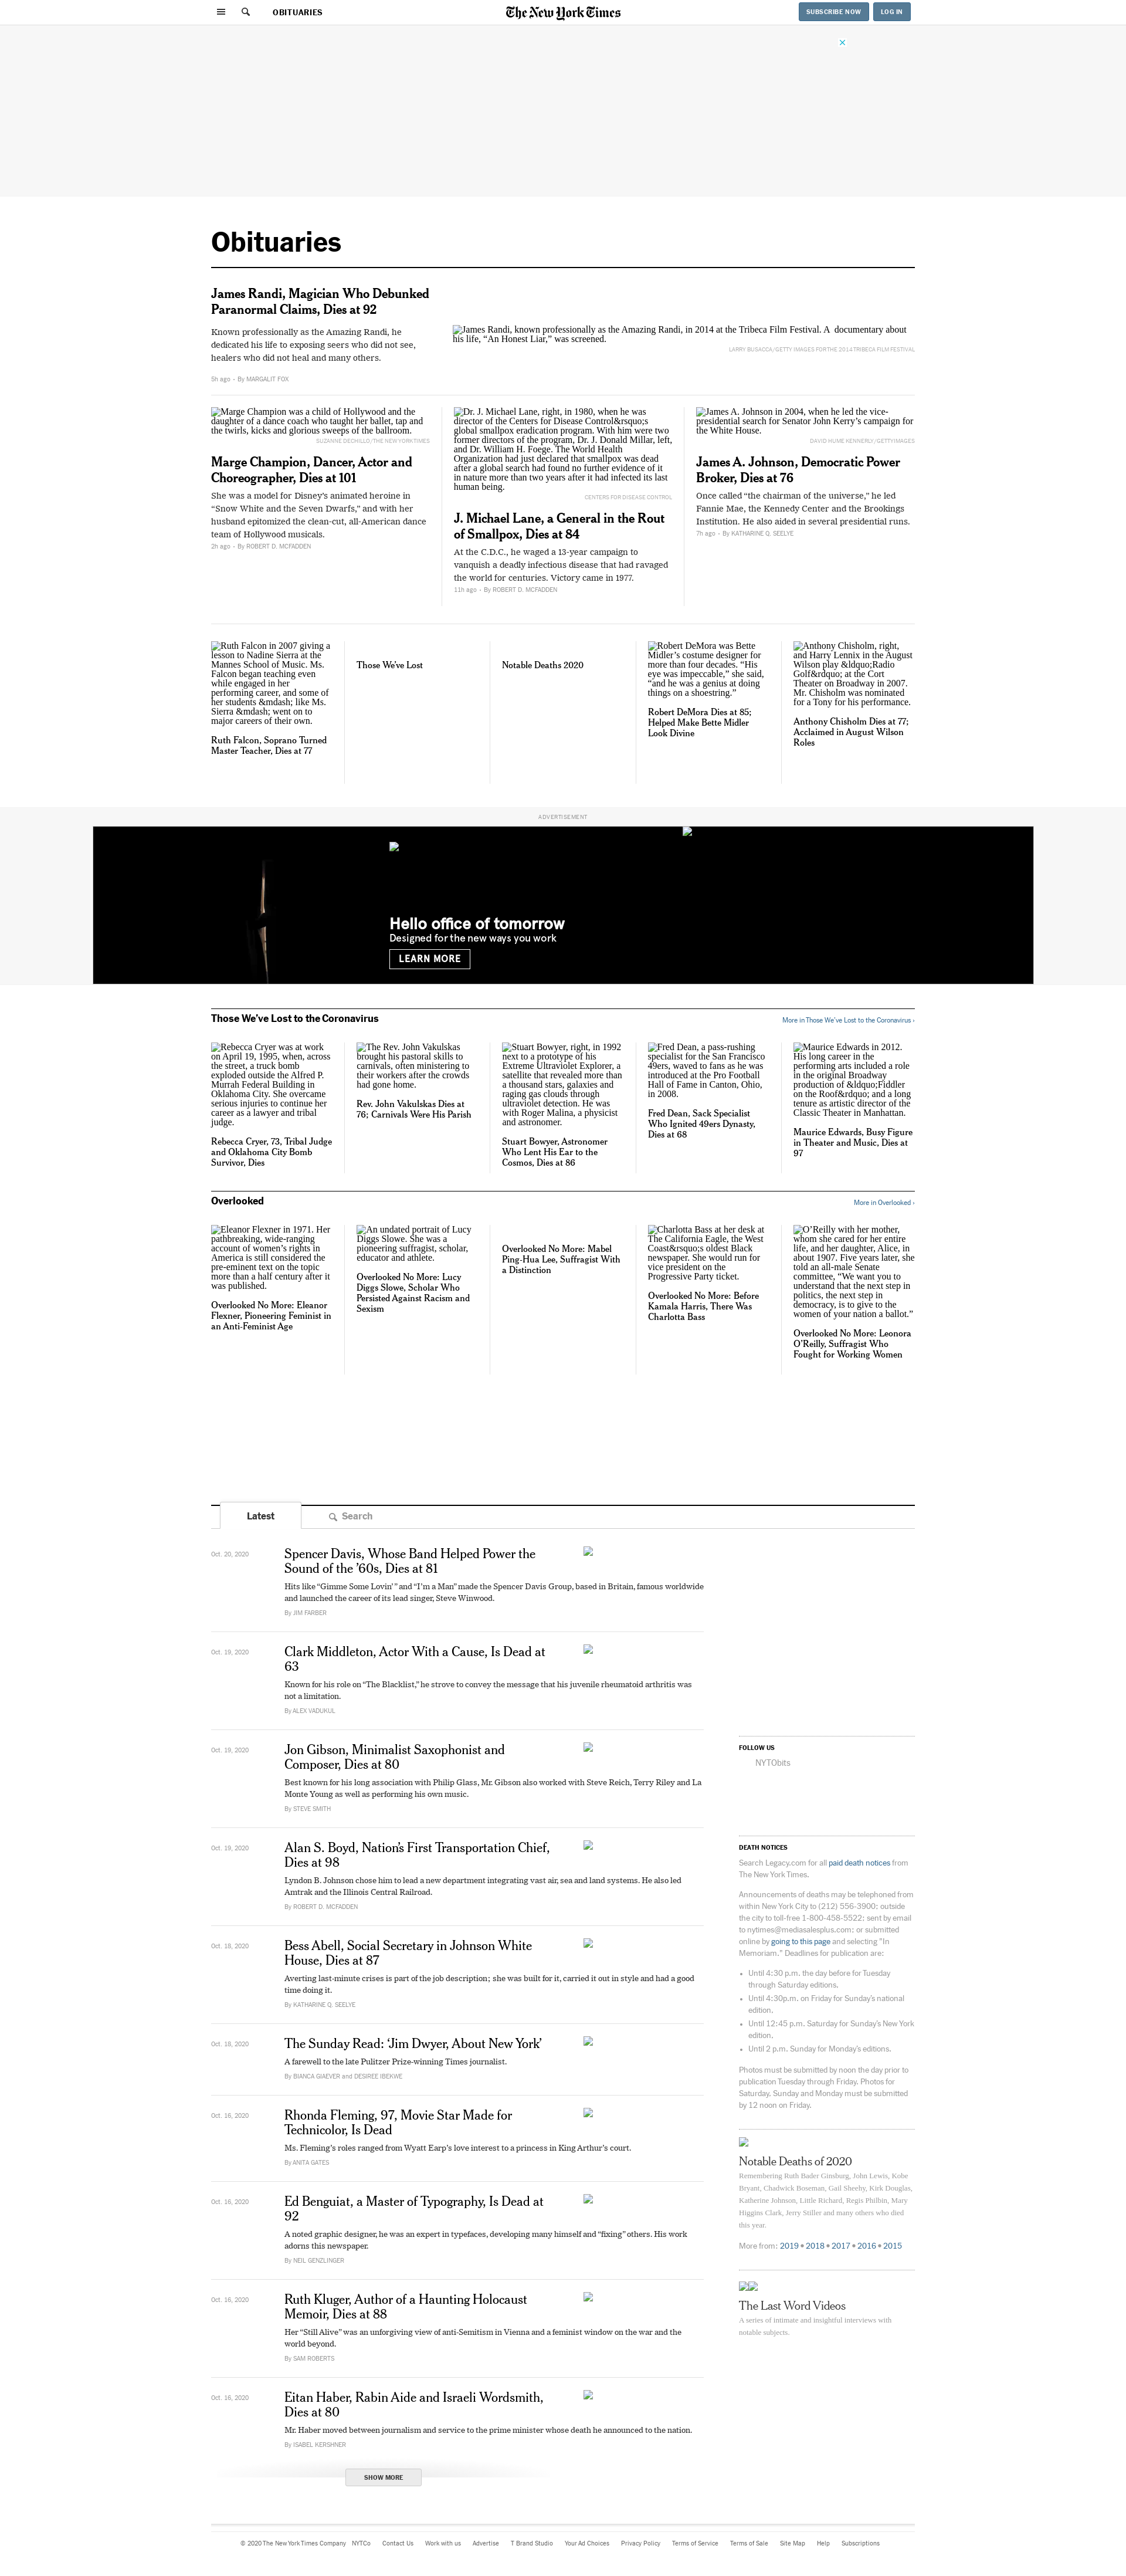 OBITUARIES
The New York Times
SUBSCRIBE NOW
LOG IN
Obituaries
James Randi, Magician Who Debunked
Paranormal Claims, Dies at 92
Known professionally as the Amazing Randi, he
dedicated his life to exposing seers who did not see,
healers who did not heal and many others.
5h ago • By MARGALIT FOX
James Randi, known professionally as the Amazing Randi, in 2014 at the Tribeca Film Festival. A documentary about
his life, “An Honest Liar,” was screened.
LARRY BUSACCA/GETTY IMAGES FOR THE 2014 TRIBECA FILM FESTIVAL
Marge Champion was a child of Hollywood and the
daughter of a dance coach who taught her ballet, tap and
the twirls, kicks and glorious sweeps of the ballroom.
SUZANNE DECHILLO/THE NEW YORK TIMES
Marge Champion, Dancer, Actor and
Choreographer, Dies at 101
She was a model for Disney’s animated heroine in
“Snow White and the Seven Dwarfs,” and with her
husband epitomized the clean-cut, all-American dance
team of Hollywood musicals.
2h ago • By ROBERT D. MCFADDEN
Dr. J. Michael Lane, right, in 1980, when he was
director of the Centers for Disease Control&rsquo;s
global smallpox eradication program. With him were two
former directors of the program, Dr. J. Donald Millar, left,
and Dr. William H. Foege. The World Health
Organization had just declared that smallpox was dead
after a global search had found no further evidence of it
in nature more than two years after it had infected its last
human being.
CENTERS FOR DISEASE CONTROL
J. Michael Lane, a General in the Rout
of Smallpox, Dies at 84
At the C.D.C., he waged a 13-year campaign to
vanquish a deadly infectious disease that had ravaged
the world for centuries. Victory came in 1977.
11h ago • By ROBERT D. MCFADDEN
James A. Johnson in 2004, when he led the vice-
presidential search for Senator John Kerry’s campaign for
the White House.
DAVID HUME KENNERLY/GETTYIMAGES
James A. Johnson, Democratic Power
Broker, Dies at 76
Once called “the chairman of the universe,” he led
Fannie Mae, the Kennedy Center and the Brookings
Institution. He also aided in several presidential runs.
7h ago • By KATHARINE Q. SEELYE
Ruth Falcon in 2007 giving a
lesson to Nadine Sierra at the
Mannes School of Music. Ms.
Falcon began teaching even
while engaged in her
performing career, and some of
her students &mdash; like Ms.
Sierra &mdash; went on to
major careers of their own.
Ruth Falcon, Soprano Turned
Master Teacher, Dies at 77
Those We’ve Lost
Notable Deaths 2020
Robert DeMora was Bette
Midler’s costume designer for
more than four decades. “His
eye was impeccable,” she said,
“and he was a genius at doing
things on a shoestring.”
Robert DeMora Dies at 85;
Helped Make Bette Midler
Look Divine
Anthony Chisholm, right,
and Harry Lennix in the August
Wilson play &ldquo;Radio
Golf&rdquo; at the Cort
Theater on Broadway in 2007.
Mr. Chisholm was nominated
for a Tony for his performance.
Anthony Chisholm Dies at 77;
Acclaimed in August Wilson
Roles
ADVERTISEMENT
Hello office of tomorrow
Designed for the new ways you work
LEARN MORE
Those We’ve Lost to the Coronavirus
More in Those We’ve Lost to the Coronavirus ›
Rebecca Cryer was at work
on April 19, 1995, when, across
the street, a truck bomb
exploded outside the Alfred P.
Murrah Federal Building in
Oklahoma City. She overcame
serious injuries to continue her
career as a lawyer and tribal
judge.
Rebecca Cryer, 73, Tribal Judge
and Oklahoma City Bomb
Survivor, Dies
The Rev. John Vakulskas
brought his pastoral skills to
carnivals, often ministering to
their workers after the crowds
had gone home.
Rev. John Vakulskas Dies at
76; Carnivals Were His Parish
Stuart Bowyer, right, in 1992
next to a prototype of his
Extreme Ultraviolet Explorer, a
satellite that revealed more than
a thousand stars, galaxies and
raging gas clouds through
ultraviolet detection. He was
with Roger Malina, a physicist
and astronomer.
Stuart Bowyer, Astronomer
Who Lent His Ear to the
Cosmos, Dies at 86
Fred Dean, a pass-rushing
specialist for the San Francisco
49ers, waved to fans as he was
introduced at the Pro Football
Hall of Fame in Canton, Ohio,
in 2008.
Fred Dean, Sack Specialist
Who Ignited 49ers Dynasty,
Dies at 68
Maurice Edwards in 2012.
His long career in the
performing arts included a role
in the original Broadway
production of &ldquo;Fiddler
on the Roof&rdquo; and a long
tenure as artistic director of the
Classic Theater in Manhattan.
Maurice Edwards, Busy Figure
in Theater and Music, Dies at
97
Overlooked
More in Overlooked ›
Eleanor Flexner in 1971. Her
pathbreaking, wide-ranging
account of women’s rights in
America is still considered the
pre-eminent text on the topic
more than a half century after it
was published.
Overlooked No More: Eleanor
Flexner, Pioneering Feminist in
an Anti-Feminist Age
An undated portrait of Lucy
Diggs Slowe. She was a
pioneering suffragist, scholar,
educator and athlete.
Overlooked No More: Lucy
Diggs Slowe, Scholar Who
Persisted Against Racism and
Sexism
Overlooked No More: Mabel
Ping-Hua Lee, Suffragist With
a Distinction
Charlotta Bass at her desk at
The California Eagle, the West
Coast&rsquo;s oldest Black
newspaper. She would run for
vice president on the
Progressive Party ticket.
Overlooked No More: Before
Kamala Harris, There Was
Charlotta Bass
O’Reilly with her mother,
whom she cared for her entire
life, and her daughter, Alice, in
about 1907. Five years later, she
told an all-male Senate
committee, “We want you to
understand that the next step in
politics, the next step in
democracy, is to give to the
women of your nation a ballot.”
Overlooked No More: Leonora
O’Reilly, Suffragist Who
Fought for Working Women
Latest
Search
Oct. 20, 2020
Spencer Davis, Whose Band Helped Power the
Sound of the ’60s, Dies at 81
Hits like “Gimme Some Lovin’ ” and “I’m a Man” made the Spencer Davis Group, based in Britain, famous worldwide
and launched the career of its lead singer, Steve Winwood.
By JIM FARBER
Oct. 19, 2020
Clark Middleton, Actor With a Cause, Is Dead at
63
Known for his role on “The Blacklist,” he strove to convey the message that his juvenile rheumatoid arthritis was
not a limitation.
By ALEX VADUKUL
Oct. 19, 2020
Jon Gibson, Minimalist Saxophonist and
Composer, Dies at 80
Best known for his long association with Philip Glass, Mr. Gibson also worked with Steve Reich, Terry Riley and La
Monte Young as well as performing his own music.
By STEVE SMITH
Oct. 19, 2020
Alan S. Boyd, Nation’s First Transportation Chief,
Dies at 98
Lyndon B. Johnson chose him to lead a new department integrating vast air, sea and land systems. He also led
Amtrak and the Illinois Central Railroad.
By ROBERT D. MCFADDEN
Oct. 18, 2020
Bess Abell, Social Secretary in Johnson White
House, Dies at 87
Averting last-minute crises is part of the job description; she was built for it, carried it out in style and had a good
time doing it.
By KATHARINE Q. SEELYE
Oct. 18, 2020
The Sunday Read: ‘Jim Dwyer, About New York’
A farewell to the late Pulitzer Prize-winning Times journalist.
By BIANCA GIAEVER and DESIREE IBEKWE
Oct. 16, 2020
Rhonda Fleming, 97, Movie Star Made for
Technicolor, Is Dead
Ms. Fleming’s roles ranged from Wyatt Earp’s love interest to a princess in King Arthur’s court.
By ANITA GATES
Oct. 16, 2020
Ed Benguiat, a Master of Typography, Is Dead at
92
A noted graphic designer, he was an expert in typefaces, developing many himself and “fixing” others. His work
adorns this newspaper.
By NEIL GENZLINGER
Oct. 16, 2020
Ruth Kluger, Author of a Haunting Holocaust
Memoir, Dies at 88
Her “Still Alive” was an unforgiving view of anti-Semitism in Vienna and a feminist window on the war and the
world beyond.
By SAM ROBERTS
Oct. 16, 2020
Eitan Haber, Rabin Aide and Israeli Wordsmith,
Dies at 80
Mr. Haber moved between journalism and service to the prime minister whose death he announced to the nation.
By ISABEL KERSHNER
SHOW MORE
FOLLOW US
NYTObits
DEATH NOTICES
Search Legacy.com for all paid death notices from
The New York Times.
Announcements of deaths may be telephoned from
within New York City to (212) 556-3900; outside
the city to toll-free 1-800-458-5522; sent by email
to nytimes@mediasalesplus.com; or submitted
online by going to this page and selecting "In
Memoriam." Deadlines for publication are:
• Until 4:30 p.m. the day before for Tuesday
through Saturday editions.
• Until 4:30p.m. on Friday for Sunday’s national
edition.
• Until 12:45 p.m. Saturday for Sunday’s New York
edition.
• Until 2 p.m. Sunday for Monday’s editions.
Photos must be submitted by noon the day prior to
publication Tuesday through Friday. Photos for
Saturday, Sunday and Monday must be submitted
by 12 noon on Friday.
Notable Deaths of 2020
Remembering Ruth Bader Ginsburg, John Lewis, Kobe
Bryant, Chadwick Boseman, Gail Sheehy, Kirk Douglas,
Katherine Johnson, Little Richard, Regis Philbin, Mary
Higgins Clark, Jerry Stiller and many others who died
this year.
More from: 2019 • 2018 • 2017 • 2016 • 2015
The Last Word Videos
A series of intimate and insightful interviews with
notable subjects.
© 2020 The New York Times Company NYTCo Contact Us Work with us Advertise T Brand Studio Your Ad Choices Privacy Policy Terms of Service Terms of Sale Site Map Help Subscriptions